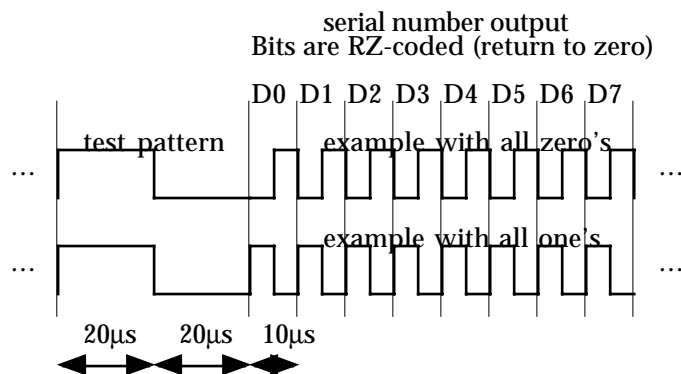 serial number output
Bits are RZ-coded (return to zero)
D0 D1 D2 D3 D4 D5 D6 D7
test pattern example with all zero's
... ...
example with all one's
... ...
20µs 20µs 10µs